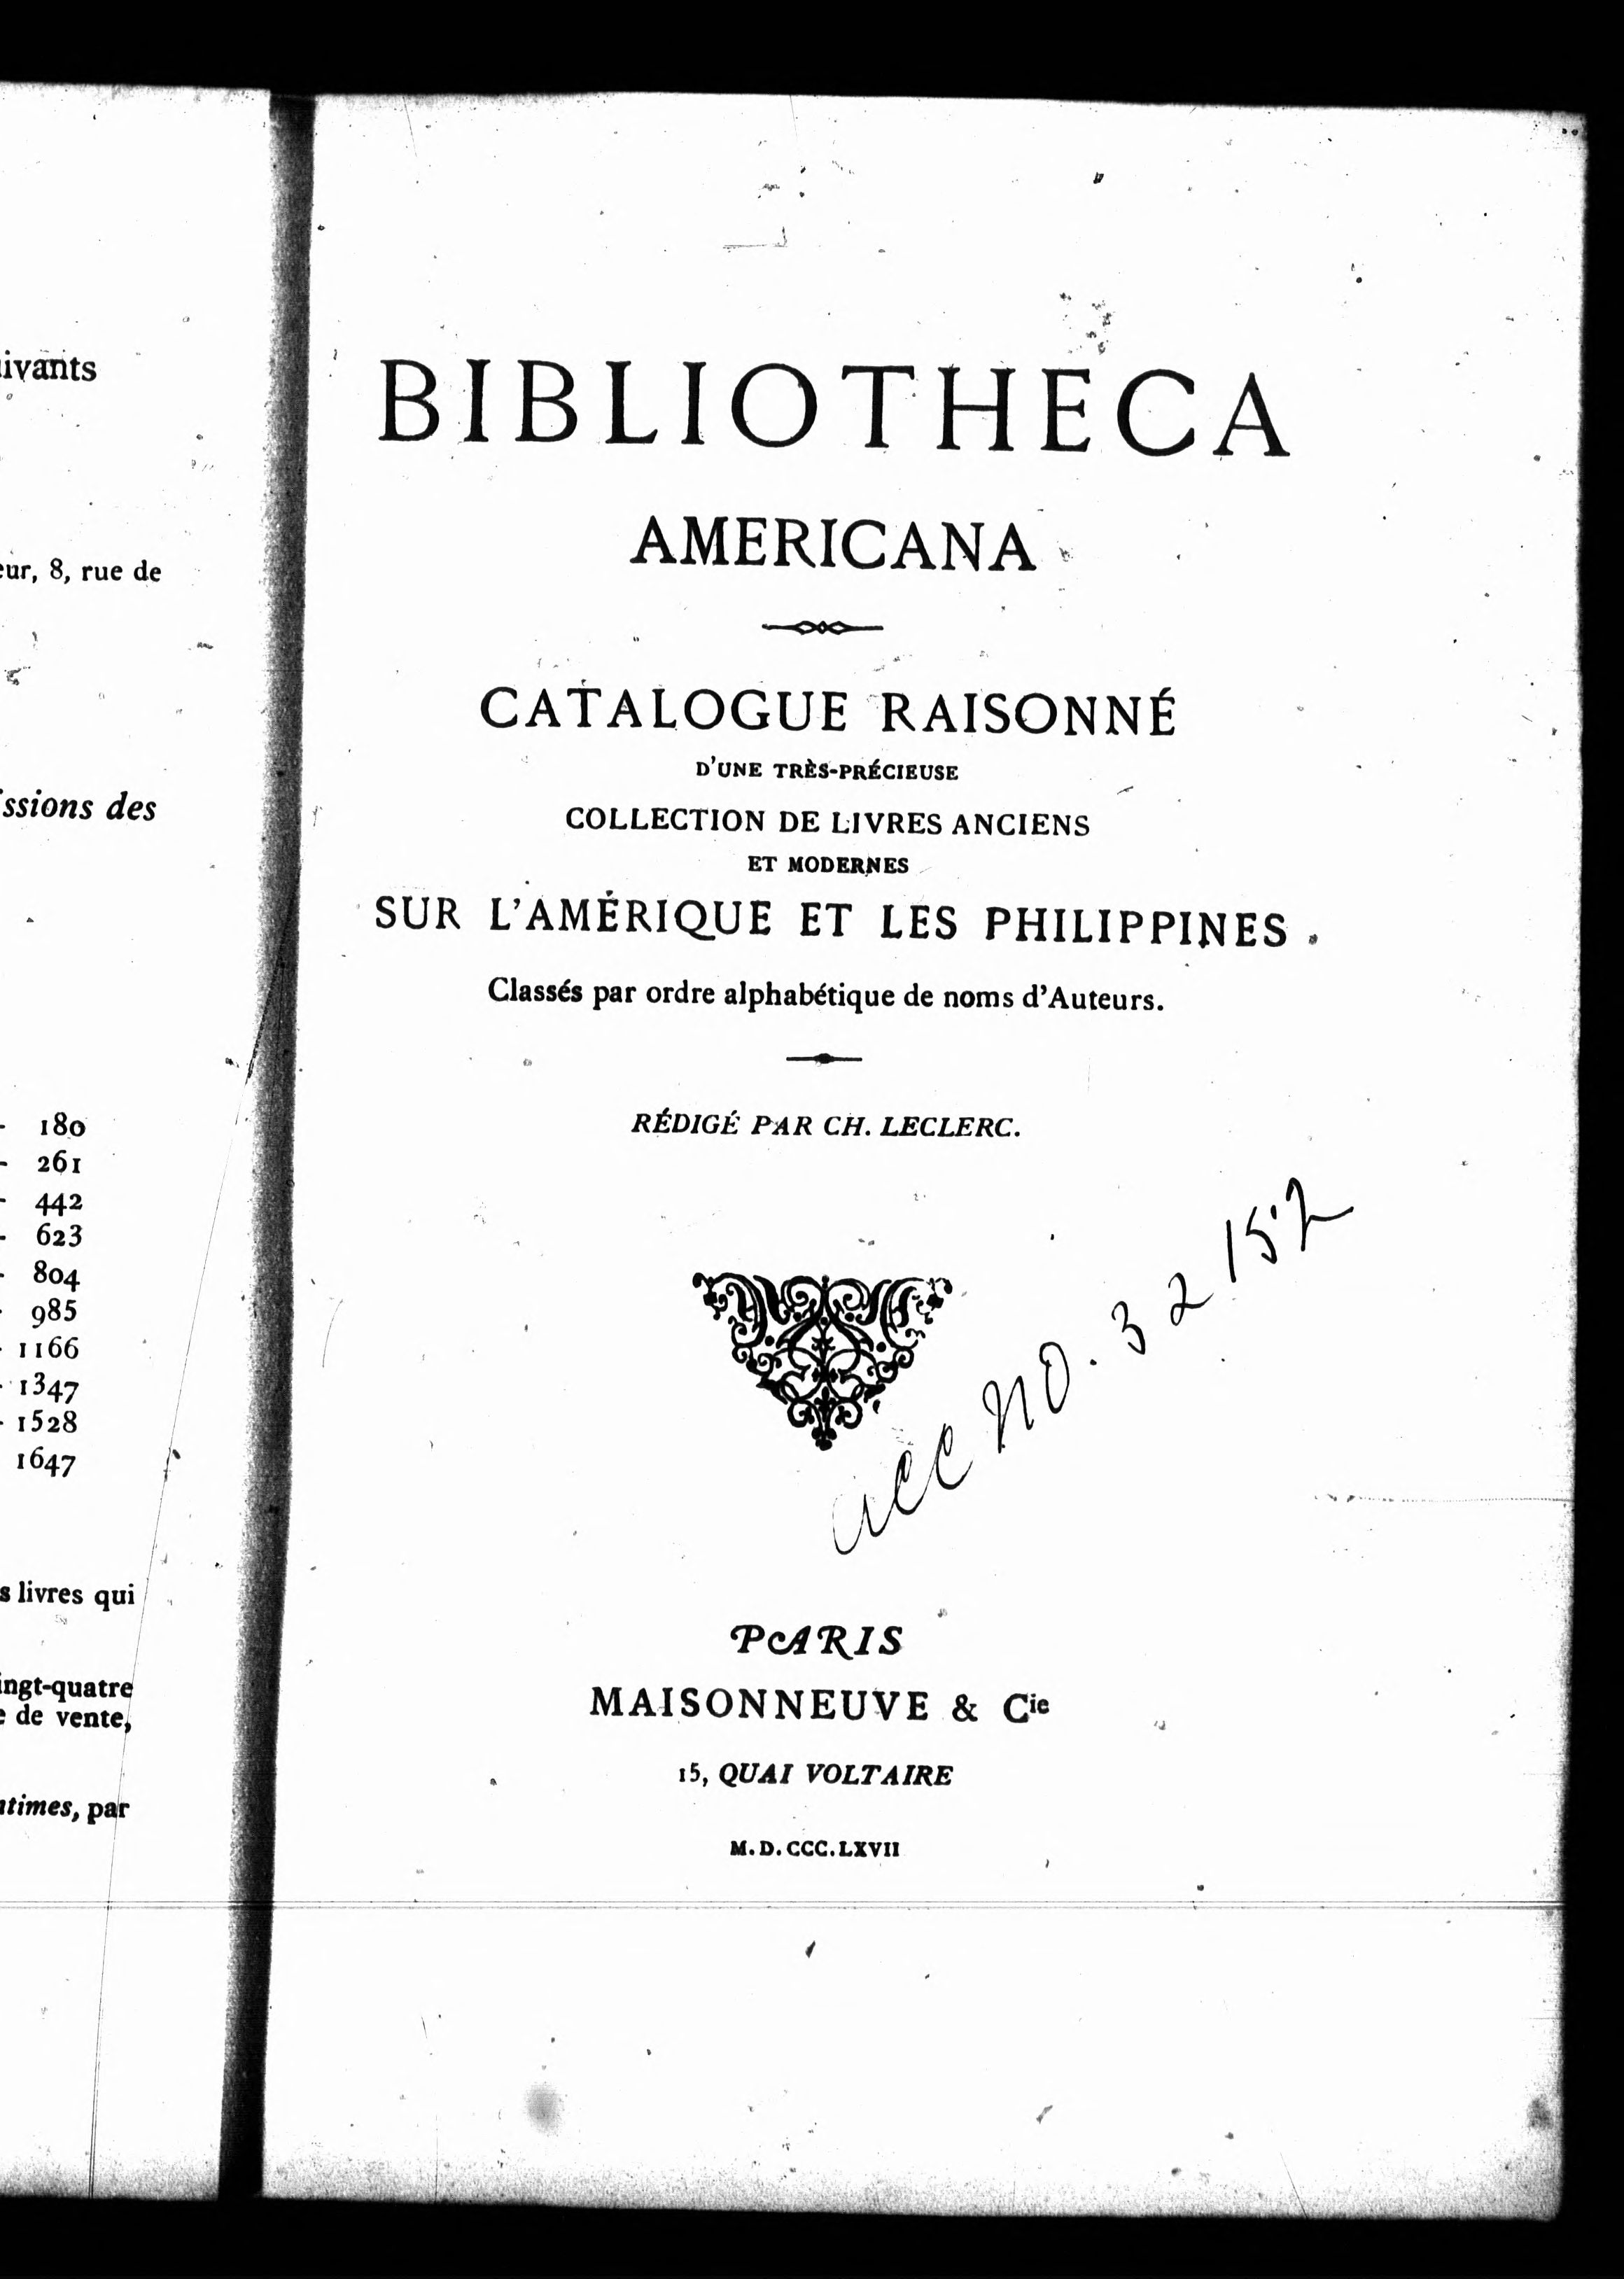 ivants
eur, 8, rue de
issions des
- 180
- 261
- 442
- 623
- 804
- 985
- 1166
- 1347
- 1528
1647
s livres qui
ingt-quatre
e de vente,
ntimes, par
BIBLIOTHECA
AMERICANA
CATALOGUE RAISONNÉ
D'UNE TRÈS-PRÉCIEUSE
COLLECTION DE LIVRES ANCIENS
ET MODERNES
SUR L'AMÉRIQUE ET LES PHILIPPINES.
Classés par ordre alphabétique de noms d'Auteurs.
RÉDIGÉ PAR CH. LECLERC.
acc no. 32152
PARIS
MAISONNEUVE & Cie
15, QUAI VOLTAIRE
M.D.CCC.LXVII